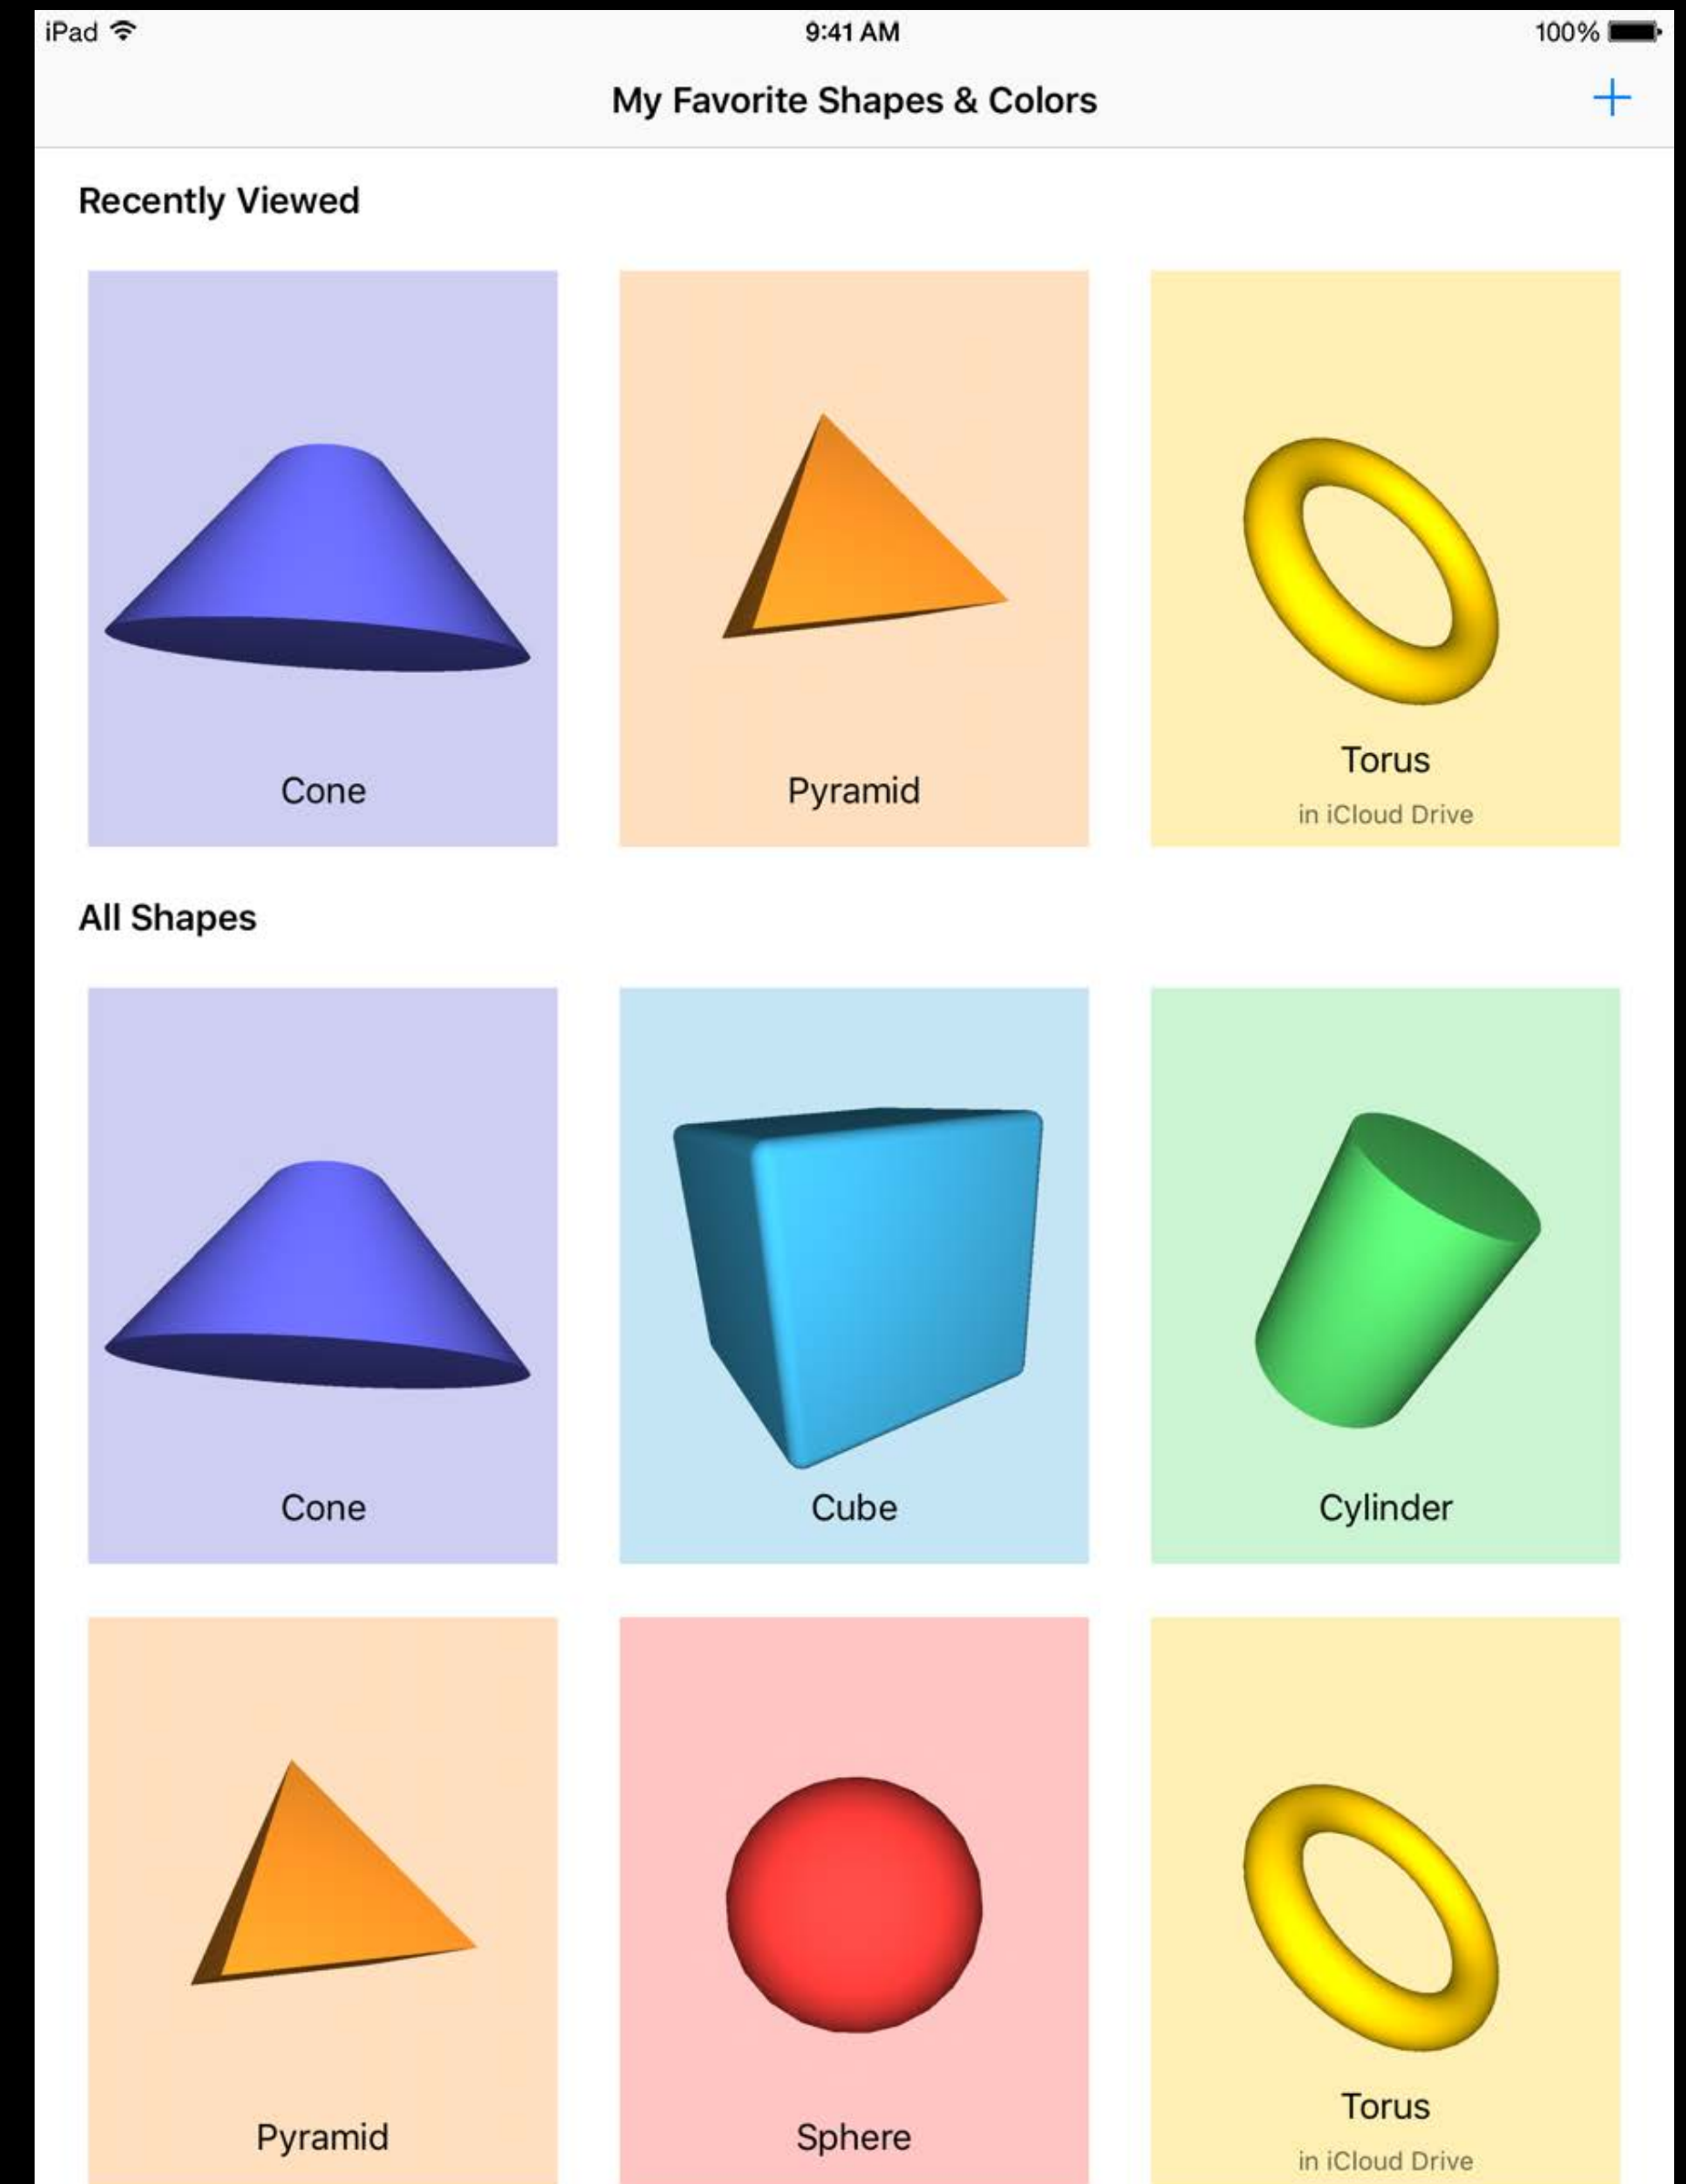 iPad 9:41 AM 100%
My Favorite Shapes & Colors
Recently Viewed
Cone Pyramid Torus
in iCloud Drive
All Shapes
Cone Cube Cylinder
Pyramid Sphere Torus
in iCloud Drive